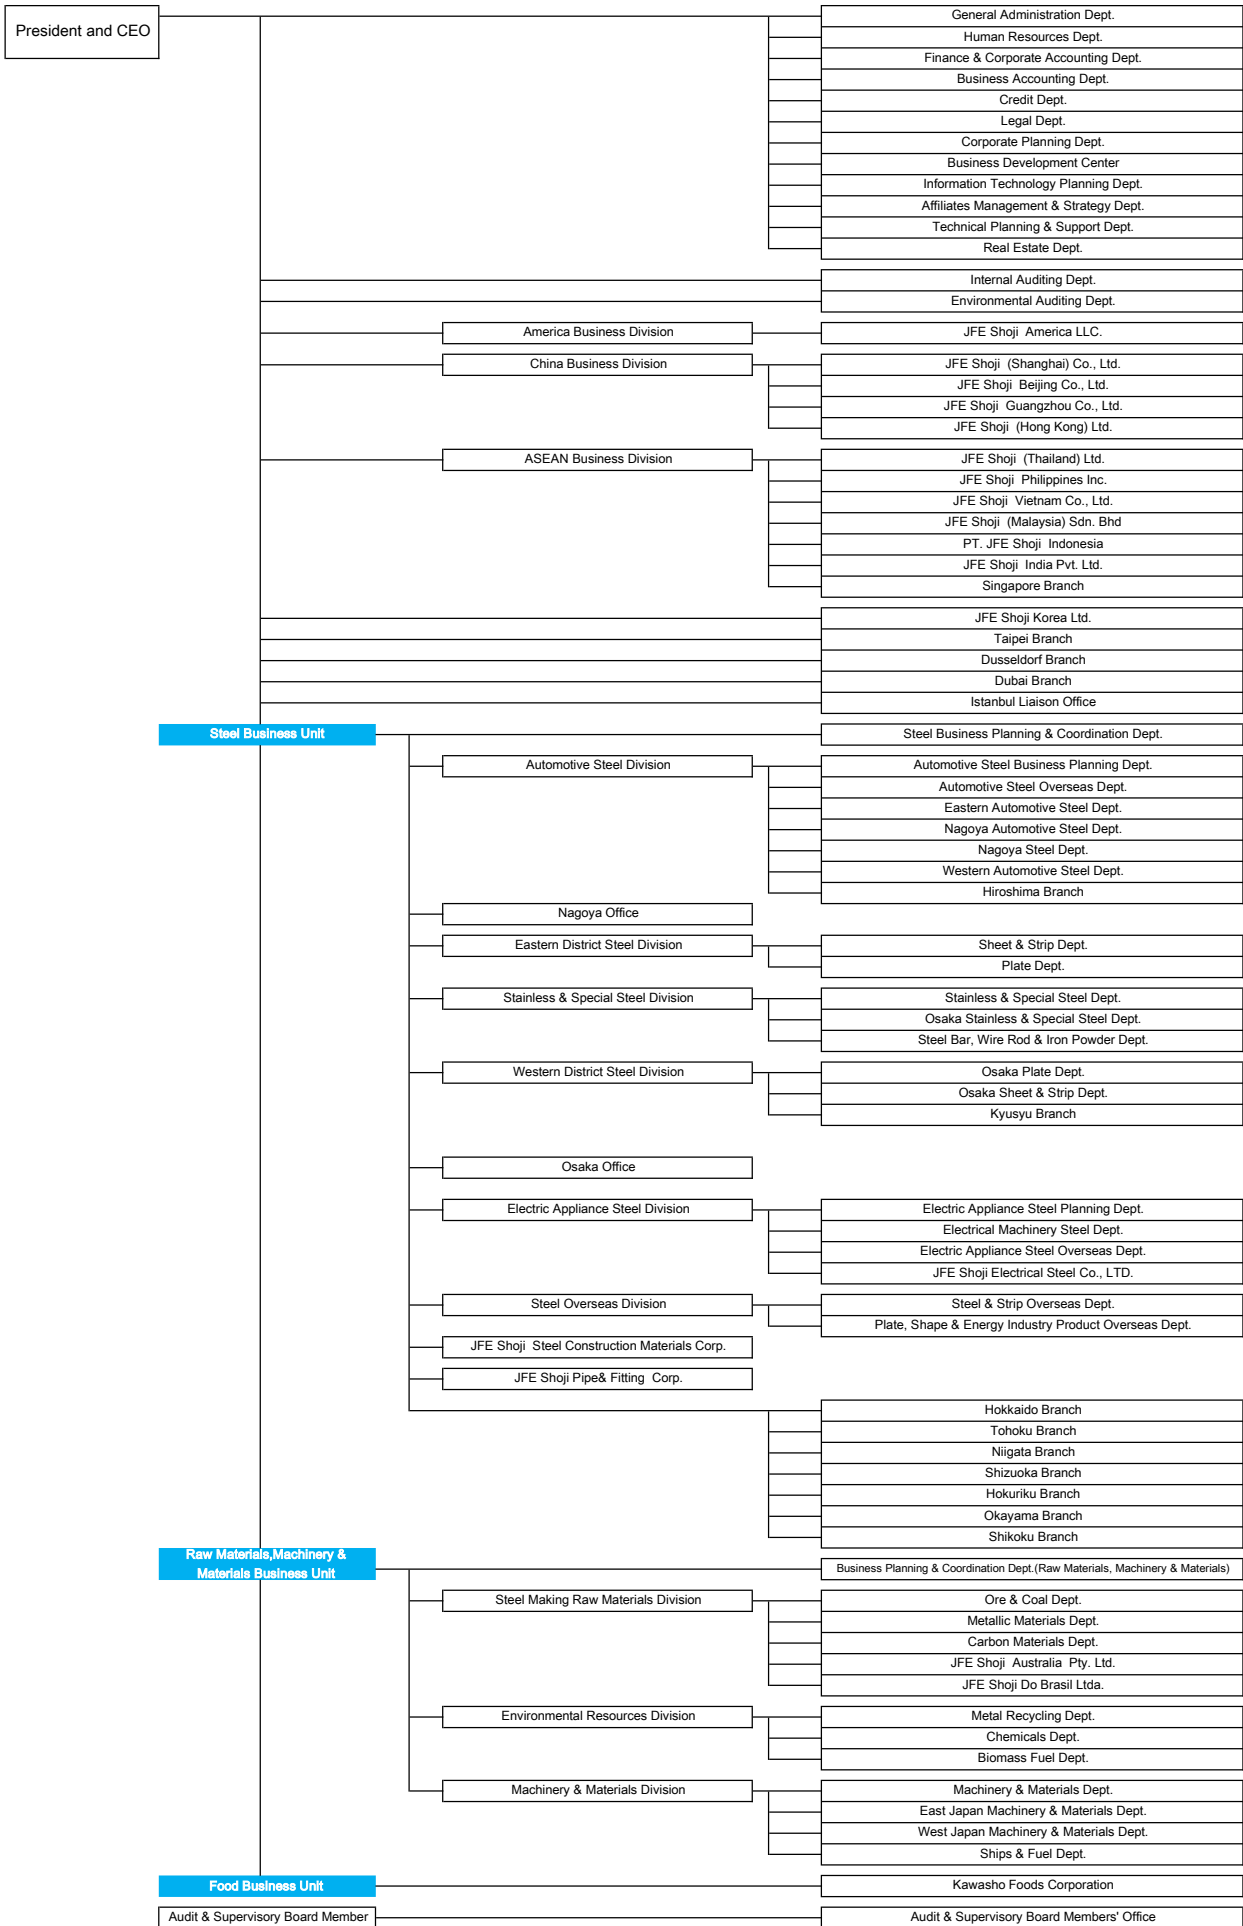 President and CEO
General Administration Dept.
Human Resources Dept.
Finance & Corporate Accounting Dept.
Business Accounting Dept.
Credit Dept.
Legal Dept.
Corporate Planning Dept.
Business Development Center
Information Technology Planning Dept.
Affiliates Management & Strategy Dept.
Technical Planning & Support Dept.
Real Estate Dept.
Internal Auditing Dept.
Environmental Auditing Dept.
America Business Division
JFE Shoji America LLC.
China Business Division
JFE Shoji (Shanghai) Co., Ltd.
JFE Shoji Beijing Co., Ltd.
JFE Shoji Guangzhou Co., Ltd.
JFE Shoji (Hong Kong) Ltd.
ASEAN Business Division
JFE Shoji (Thailand) Ltd.
JFE Shoji Philippines Inc.
JFE Shoji Vietnam Co., Ltd.
JFE Shoji (Malaysia) Sdn. Bhd
PT. JFE Shoji Indonesia
JFE Shoji India Pvt. Ltd.
Singapore Branch
JFE Shoji Korea Ltd.
Taipei Branch
Dusseldorf Branch
Dubai Branch
Istanbul Liaison Office
Steel Business Unit
Steel Business Planning & Coordination Dept.
Automotive Steel Division
Automotive Steel Business Planning Dept.
Automotive Steel Overseas Dept.
Eastern Automotive Steel Dept.
Nagoya Automotive Steel Dept.
Nagoya Steel Dept.
Western Automotive Steel Dept.
Hiroshima Branch
Nagoya Office
Eastern District Steel Division
Sheet & Strip Dept.
Plate Dept.
Stainless & Special Steel Division
Stainless & Special Steel Dept.
Osaka Stainless & Special Steel Dept.
Steel Bar, Wire Rod & Iron Powder Dept.
Western District Steel Division
Osaka Plate Dept.
Osaka Sheet & Strip Dept.
Kyusyu Branch
Osaka Office
Electric Appliance Steel Division
Electric Appliance Steel Planning Dept.
Electrical Machinery Steel Dept.
Electric Appliance Steel Overseas Dept.
JFE Shoji Electrical Steel Co., LTD.
Steel Overseas Division
Steel & Strip Overseas Dept.
Plate, Shape & Energy Industry Product Overseas Dept.
JFE Shoji Steel Construction Materials Corp.
JFE Shoji Pipe& Fitting Corp.
Hokkaido Branch
Tohoku Branch
Niigata Branch
Shizuoka Branch
Hokuriku Branch
Okayama Branch
Shikoku Branch
Raw Materials,Machinery &
Materials Business Unit
Business Planning & Coordination Dept.(Raw Materials, Machinery & Materials)
Steel Making Raw Materials Division
Ore & Coal Dept.
Metallic Materials Dept.
Carbon Materials Dept.
JFE Shoji Australia Pty. Ltd.
JFE Shoji Do Brasil Ltda.
Environmental Resources Division
Metal Recycling Dept.
Chemicals Dept.
Biomass Fuel Dept.
Machinery & Materials Division
Machinery & Materials Dept.
East Japan Machinery & Materials Dept.
West Japan Machinery & Materials Dept.
Ships & Fuel Dept.
Food Business Unit
Kawasho Foods Corporation
Audit & Supervisory Board Member
Audit & Supervisory Board Members' Office